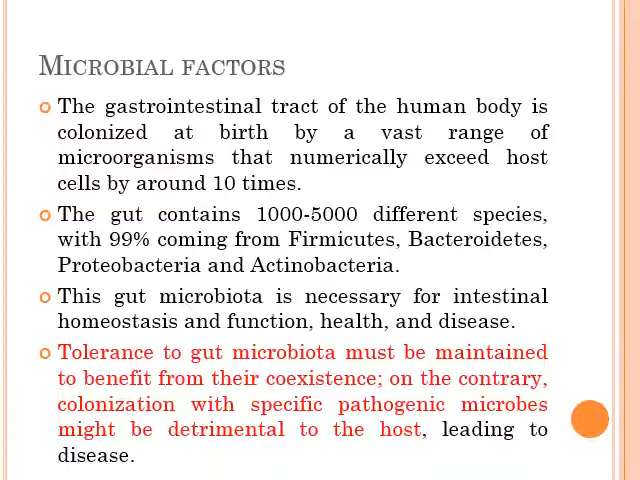 MICROBIAL FACTORS
The gastrointestinal tract of the human body is
colonized at birth by a vast range of
microorganisms that numerically exceed host
cells by around 10 times.
The gut contains 1000-5000 different species,
with 99% coming from Firmicutes, Bacteroidetes,
Proteobacteria and Actinobacteria.
This gut microbiota is necessary for intestinal
homeostasis and function, health, and disease.
Tolerance to gut microbiota must be maintained
to benefit from their coexistence; on the contrary,
colonization with specific pathogenic microbes
might be detrimental to the host, leading to
disease.